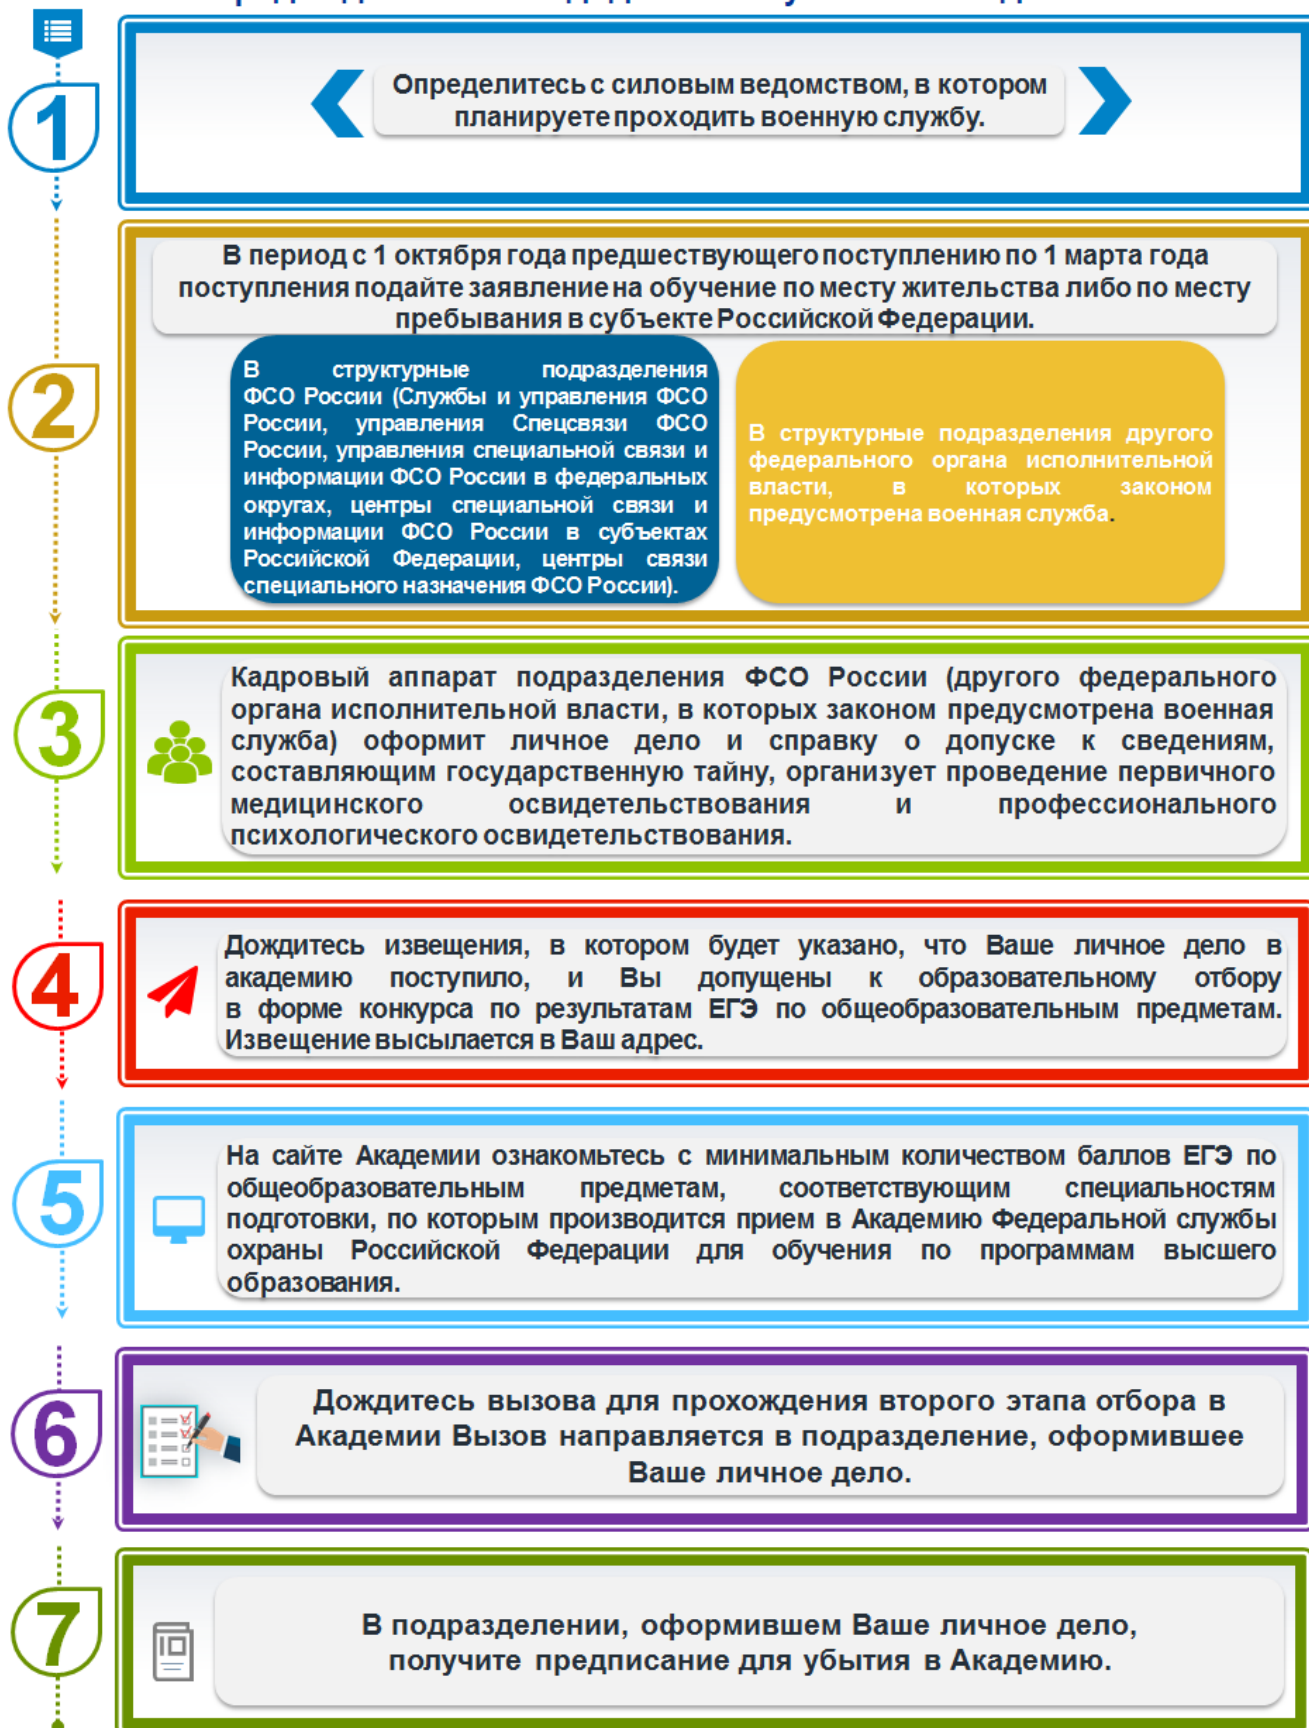 1
Определитесь с силовым ведомством, в котором
планируете проходить военную службу.
2
В период с 1 октября года предшествующего поступлению по 1 марта года
поступления подайте заявление на обучение по месту жительства либо по месту
пребывания в субъекте Российской Федерации.
В структурные подразделения
ФСО России (Службы и управления ФСО
России, управления Спецсвязи ФСО
России, управления специальной связи и
информации ФСО России в федеральных
округах, центры специальной связи и
информации ФСО России в субъектах
Российской Федерации, центры связи
специального назначения ФСО России).
В структурные подразделения другого
федерального органа исполнительной
власти, в которых законом
предусмотрена военная служба.
3
Кадровый аппарат подразделения ФСО России (другого федерального
органа исполнительной власти, в которых законом предусмотрена военная
служба) оформит личное дело и справку о допуске к сведениям,
составляющим государственную тайну, организует проведение первичного
медицинского освидетельствования и профессионального
психологического освидетельствования.
4
Дождитесь извещения, в котором будет указано, что Ваше личное дело в
академию поступило, и Вы допущены к образовательному отбору
в форме конкурса по результатам ЕГЭ по общеобразовательным предметам.
Извещение высылается в Ваш адрес.
5
На сайте Академии ознакомьтесь с минимальным количеством баллов ЕГЭ по
общеобразовательным предметам, соответствующим специальностям
подготовки, по которым производится прием в Академию Федеральной службы
охраны Российской Федерации для обучения по программам высшего
образования.
6
Дождитесь вызова для прохождения второго этапа отбора в
Академии Вызов направляется в подразделение, оформившее
Ваше личное дело.
7
В подразделении, оформившем Ваше личное дело,
получите предписание для убытия в Академию.